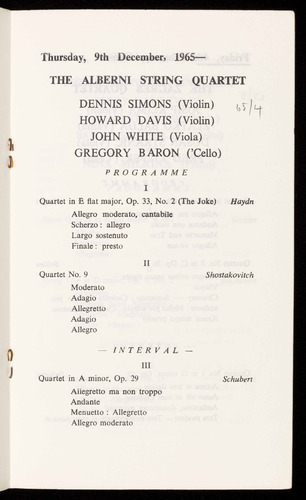 Thursday, 9th December, 1965—
THE ALBERNI STRING QUARTET
DENNIS SIMONS (Violin)
65/4
HOWARD DAVIS (Violin)
JOHN WHITE (Viola)
GREGORY BARON ('Cello)
PROGRAMME
I
Quartet in E flat major, Op. 33, No. 2 (The Joke) Haydn
Allegro moderato, cantabile
Scherzo: allegro
Largo sostenuto
Finale: presto
II
Quartet No. 9 Shostakovitch
Moderato
Adagio
Allegretto
Adagio
Allegro
— INTERVAL —
III
Quartet in A minor, Op. 29 Schubert
Allegretto ma non troppo
Andante
Menuetto: Allegretto
Allegro moderato